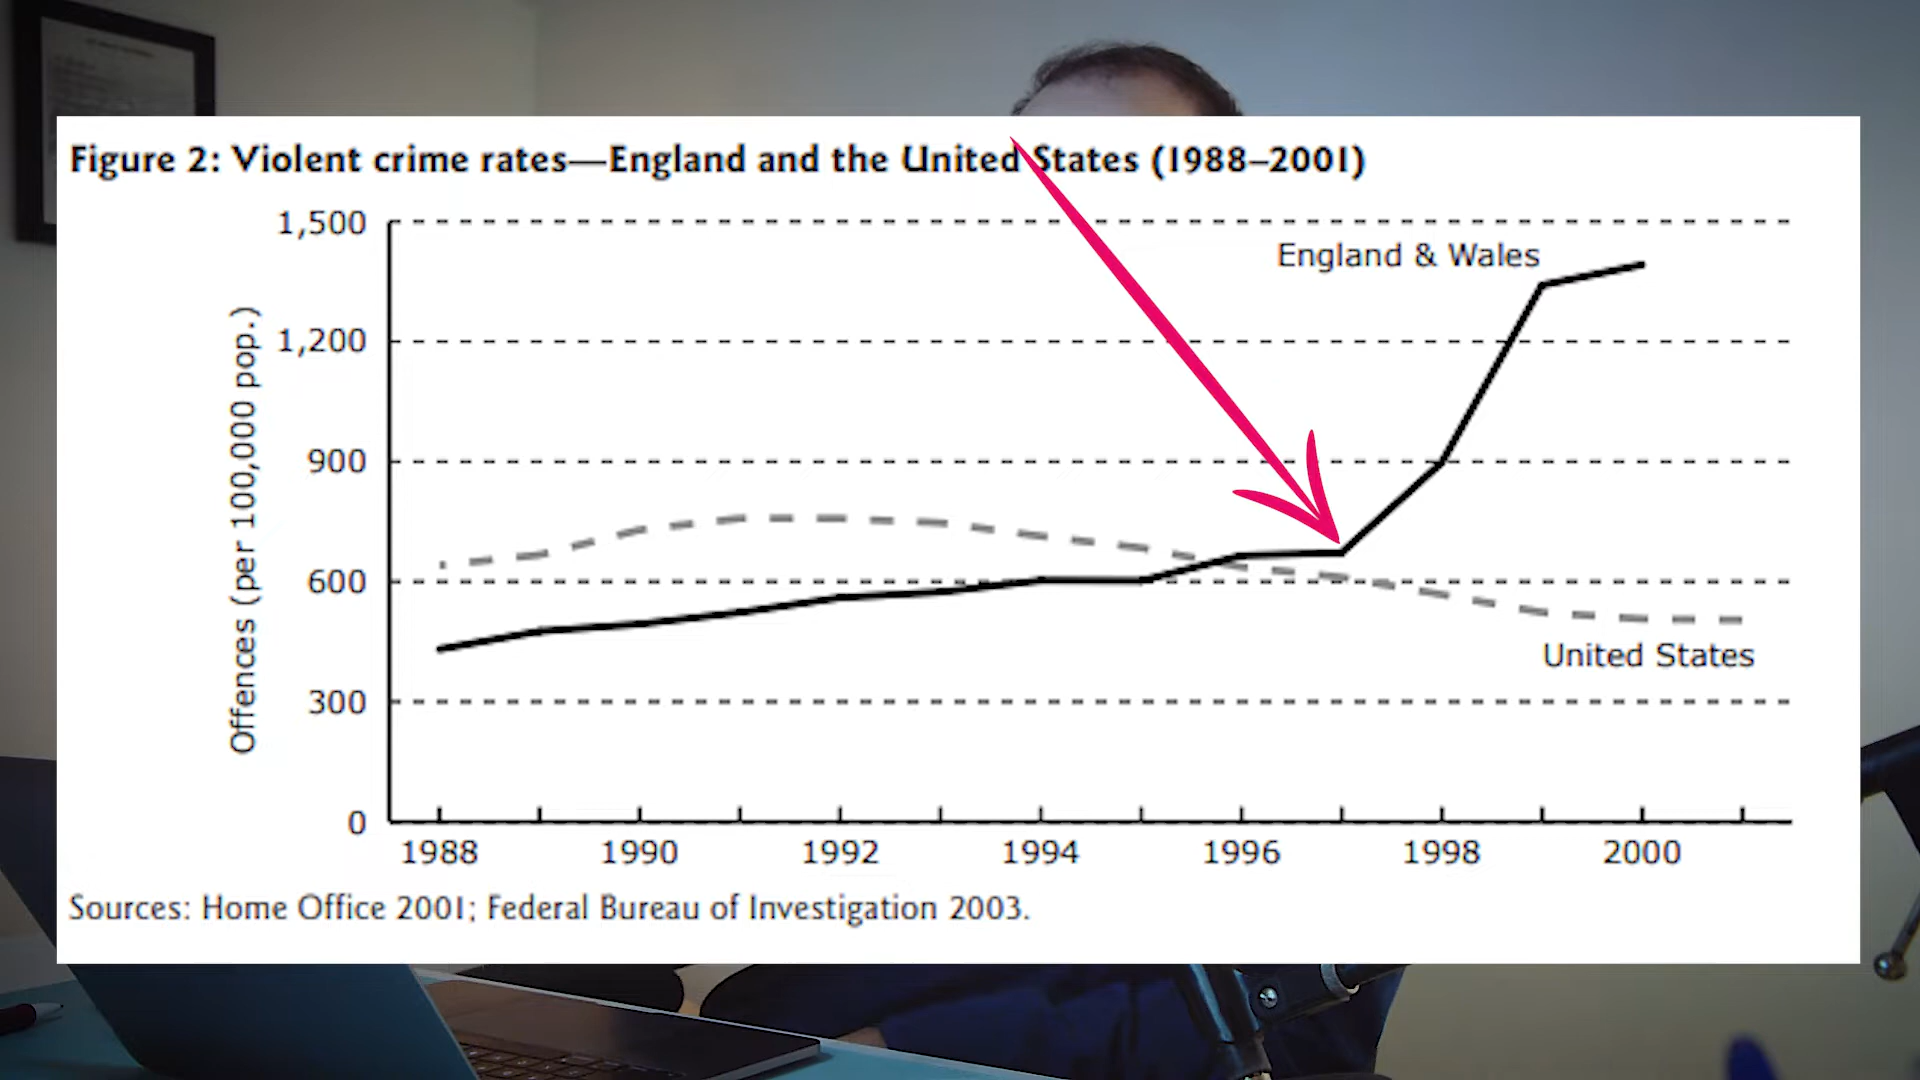 Figure 2: Violent crime rates—England and the United States (1988–2001)
1,500
England & Wales
1,200
900
600
United States
300
0
Offences (per 100,000 pop.)
1988 1990 1992 1994 1996 1998 2000
Sources: Home Office 2001; Federal Bureau of Investigation 2003.